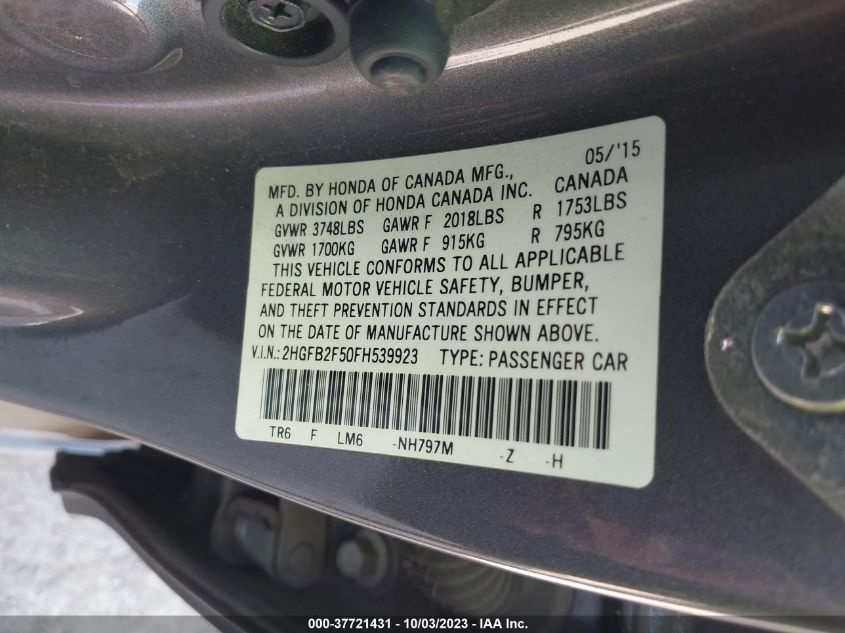 05/'15
MFD. BY HONDA OF CANADA MFG.,
A DIVISION OF HONDA CANADA INC. CANADA
GVWR 3748LBS GAWR F 2018LBS R 1753LBS
GVWR 1700KG GAWR F 915KG R 795KG
THIS VEHICLE CONFORMS TO ALL APPLICABLE
FEDERAL MOTOR VEHICLE SAFETY, BUMPER,
AND THEFT PREVENTION STANDARDS IN EFFECT
ON THE DATE OF MANUFACTURE SHOWN ABOVE.
V.I.N.: 2HGFB2F50FH539923 TYPE: PASSENGER CAR
TR6 F LM6 -NH797M -Z -H
000-37721431 - 10/03/2023 - IAA Inc.